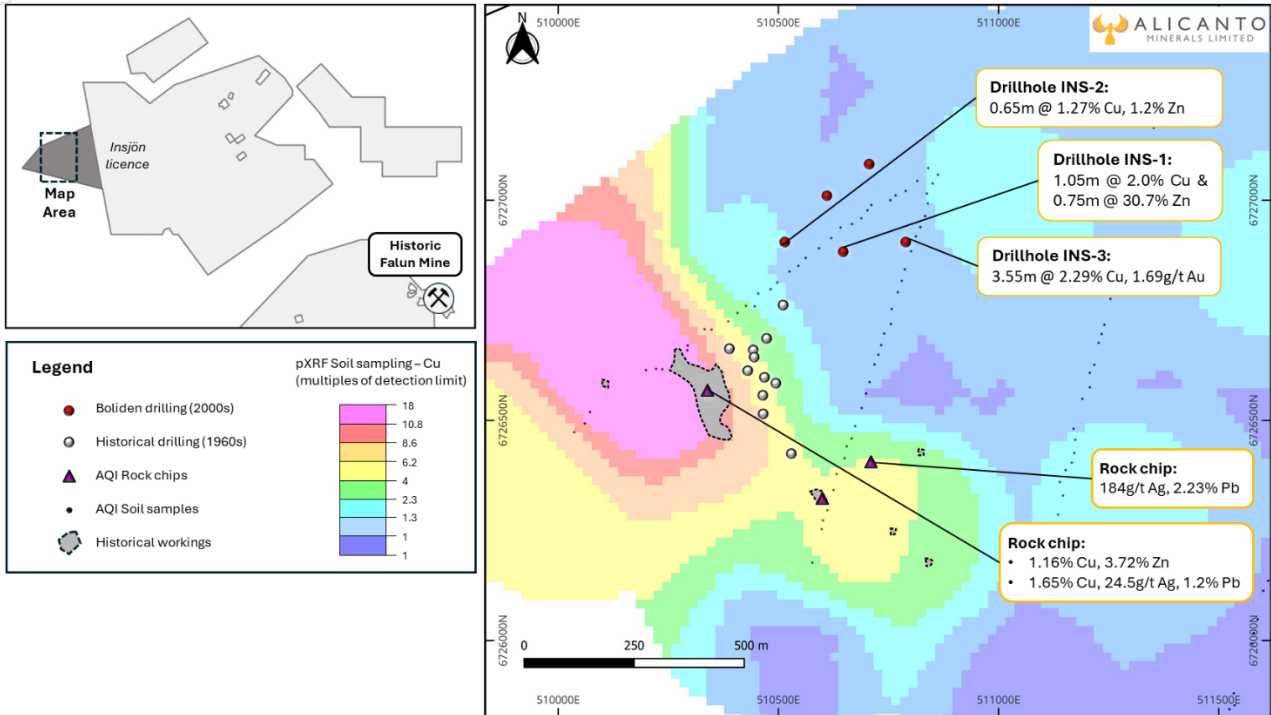 Insjön
licence
Map
Area
Historic
Falun Mine
Legend
Boliden drilling (2000s)
Historical drilling (1960s)
AQI Rock chips
AQI Soil samples
Historical workings
pXRF Soil sampling – Cu
(multiples of detection limit)
18
10.8
8.6
6.2
4
2.3
1.3
1
1
510000E
510500E
511000E
N
ALICANTO
MINERALS LIMITED
Drillhole INS-2:
0.65m @ 1.27% Cu, 1.2% Zn
Drillhole INS-1:
1.05m @ 2.0% Cu &
0.75m @ 30.7% Zn
6727000N
6727000N
Drillhole INS-3:
3.55m @ 2.29% Cu, 1.69g/t Au
6726500N
6726500N
Rock chip:
184g/t Ag, 2.23% Pb
Rock chip:
• 1.16% Cu, 3.72% Zn
• 1.65% Cu, 24.5g/t Ag, 1.2% Pb
6726000N
6726000N
0 250 500 m
510000E
510500E
511000E
511500E